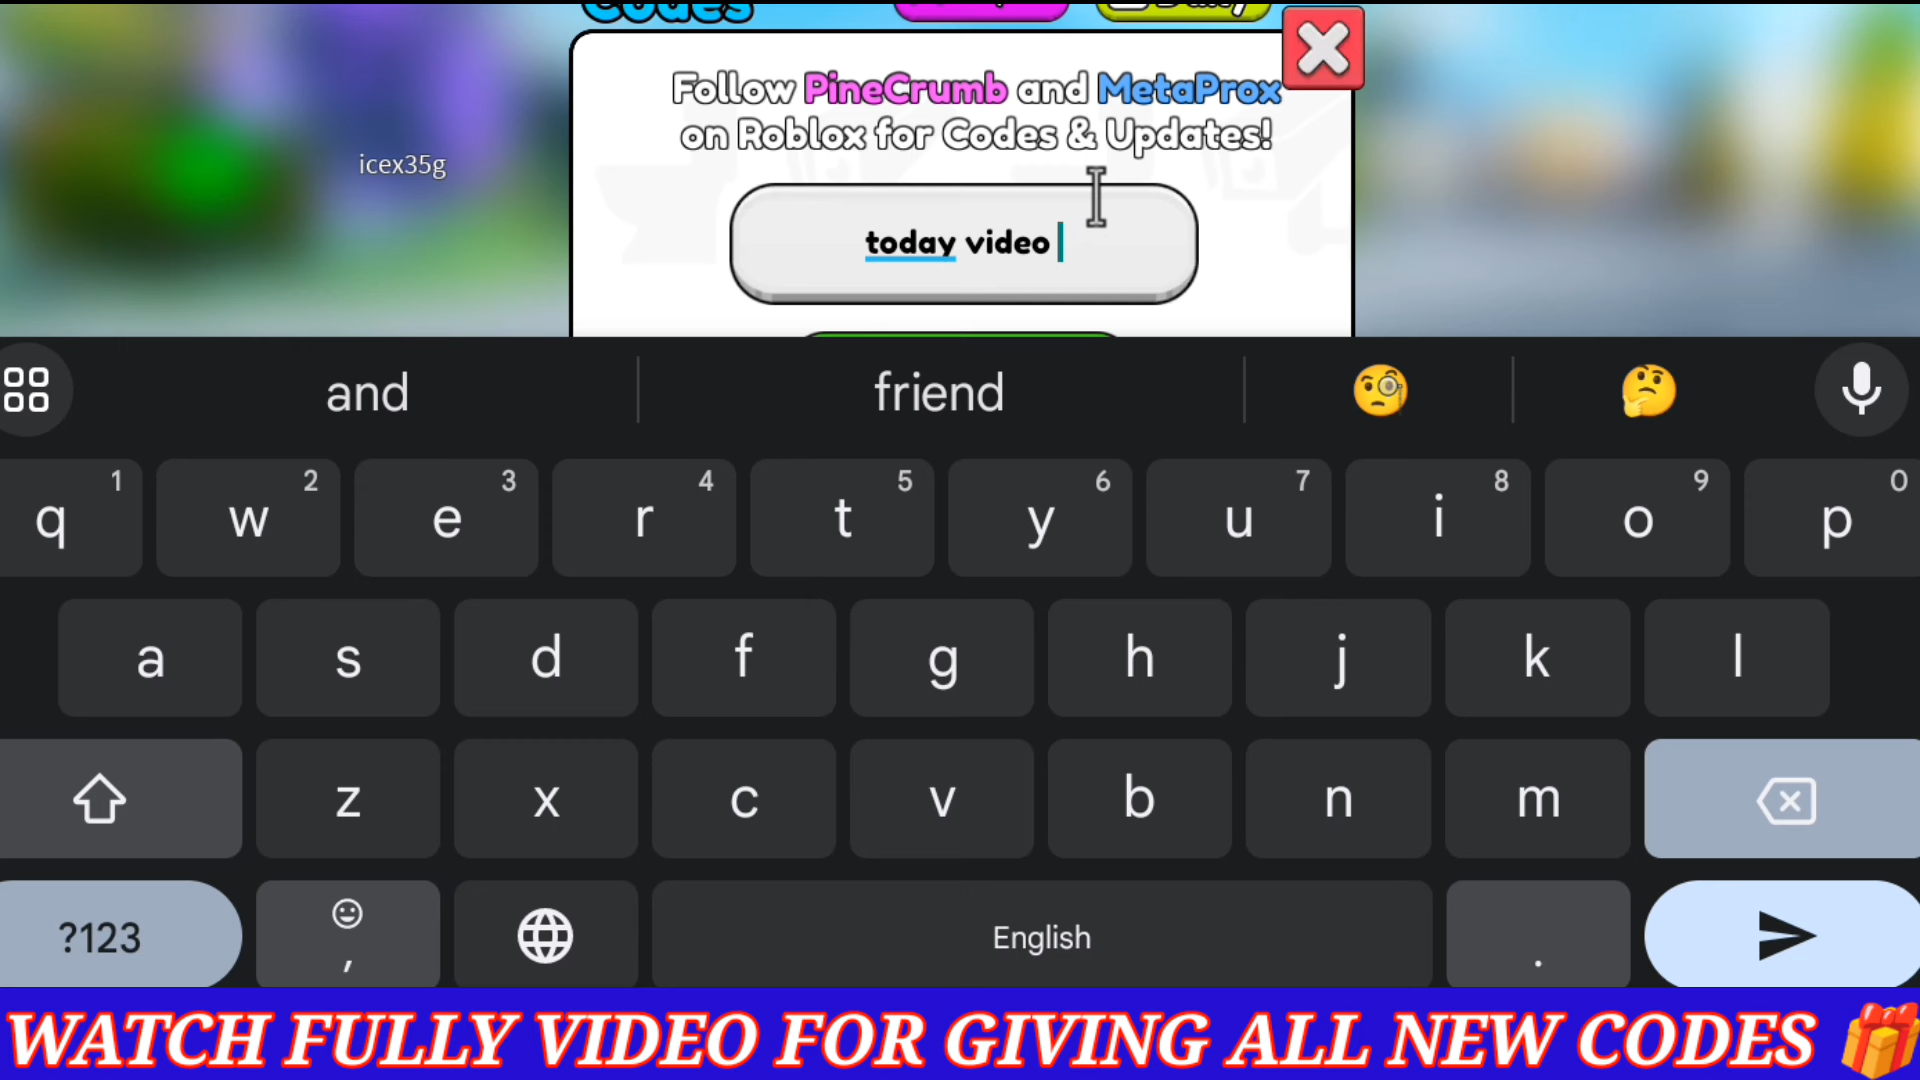 Codes
Follow PineCrumb and MetaProx
on Roblox for Codes & Updates!
icex35g
today video
and friend 🧐 🤔
q 1 w 2 e 3 r 4 t 5 y 6 u 7 i 8 o 9 p 0
a s d f g h j k l
z x c v b n m
?123 , English .
WATCH FULLY VIDEO FOR GIVING ALL NEW CODES 🎁